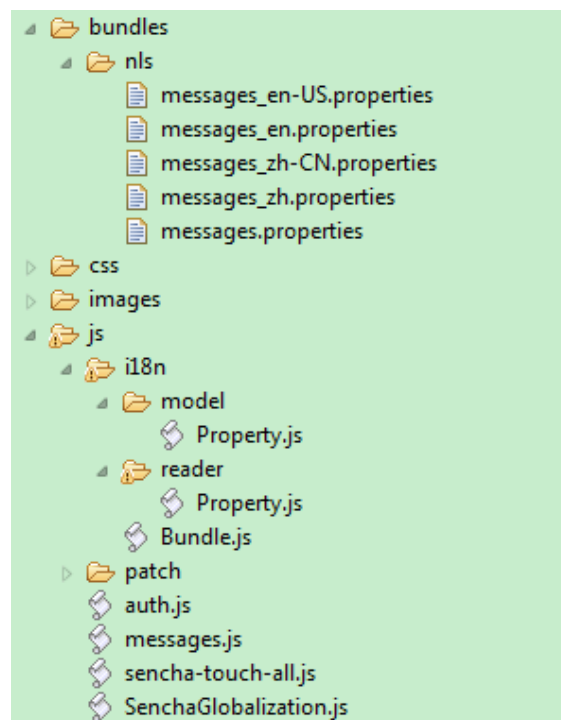 bundles
nls
messages_en-US.properties
messages_en.properties
messages_zh-CN.properties
messages_zh.properties
messages.properties
css
images
js
i18n
model
Property.js
reader
Property.js
Bundle.js
patch
auth.js
messages.js
sencha-touch-all.js
SenchaGlobalization.js